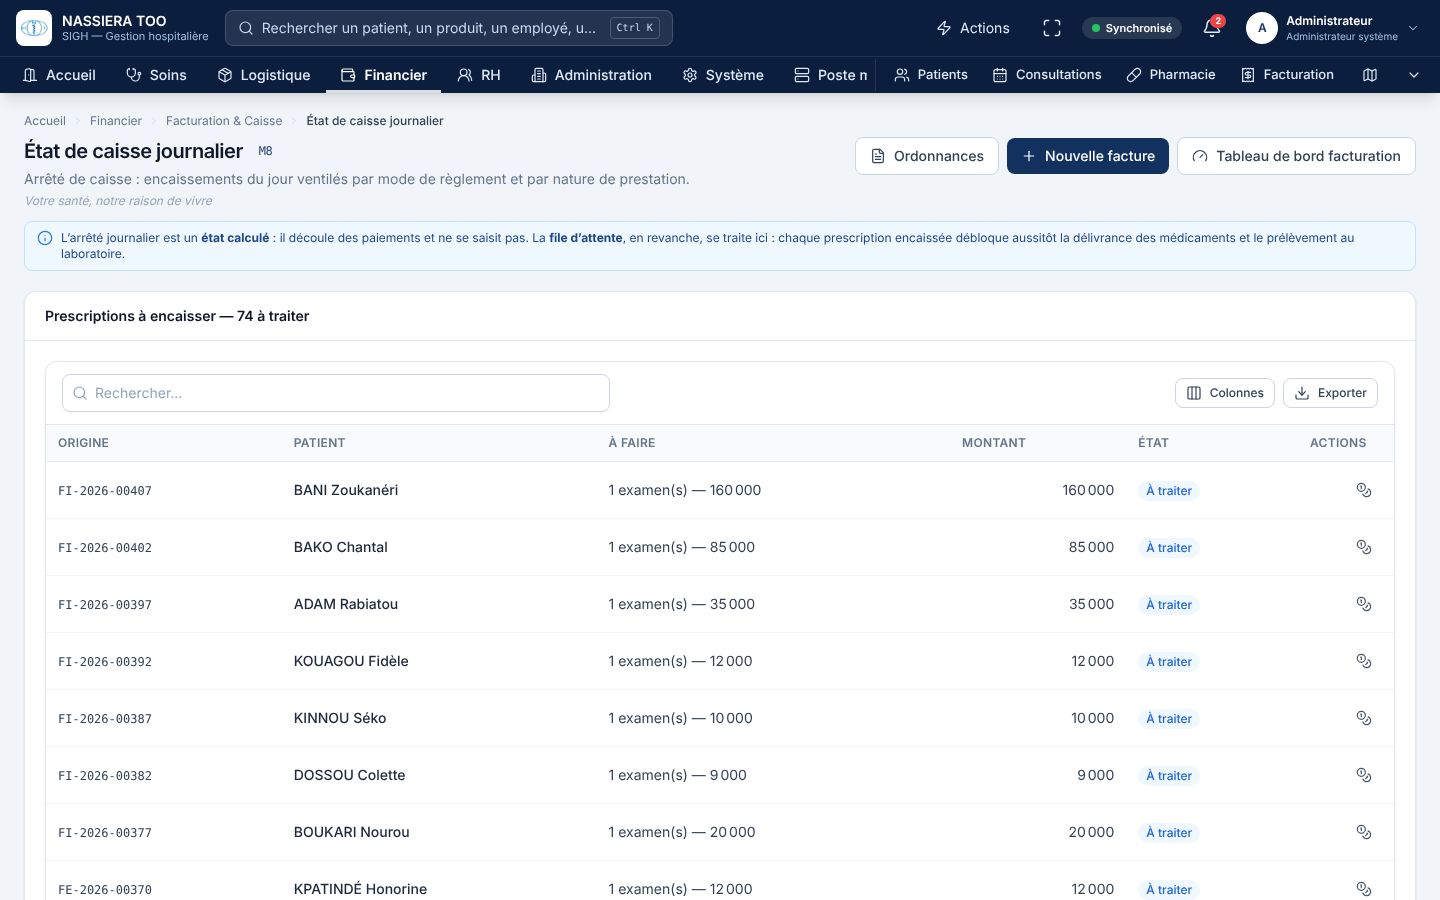 NASSIERA TOO
SIGH — Gestion hospitalière
Rechercher un patient, un produit, un employé, u...
Ctrl K
Actions
Synchronisé
2
A
Administrateur
Administrateur système
Accueil
Soins
Logistique
Financier
RH
Administration
Système
Poste n
Patients
Consultations
Pharmacie
Facturation
Accueil
Financier
Facturation & Caisse
État de caisse journalier
État de caisse journalier M8
Ordonnances
Nouvelle facture
Tableau de bord facturation
Arrêté de caisse : encaissements du jour ventilés par mode de règlement et par nature de prestation.
Votre santé, notre raison de vivre
L’arrêté journalier est un état calculé : il découle des paiements et ne se saisit pas. La file d’attente, en revanche, se traite ici : chaque prescription encaissée débloque aussitôt la délivrance des médicaments et le prélèvement au
laboratoire.
Prescriptions à encaisser — 74 à traiter
Rechercher...
Colonnes
Exporter
ORIGINE PATIENT À FAIRE MONTANT ÉTAT ACTIONS
FI-2026-00407 BANI Zoukanéri 1 examen(s) — 160 000 160 000 À traiter
FI-2026-00402 BAKO Chantal 1 examen(s) — 85 000 85 000 À traiter
FI-2026-00397 ADAM Rabiatou 1 examen(s) — 35 000 35 000 À traiter
FI-2026-00392 KOUAGOU Fidèle 1 examen(s) — 12 000 12 000 À traiter
FI-2026-00387 KINNOU Séko 1 examen(s) — 10 000 10 000 À traiter
FI-2026-00382 DOSSOU Colette 1 examen(s) — 9 000 9 000 À traiter
FI-2026-00377 BOUKARI Nourou 1 examen(s) — 20 000 20 000 À traiter
FE-2026-00370 KPATINDÉ Honorine 1 examen(s) — 12 000 12 000 À traiter